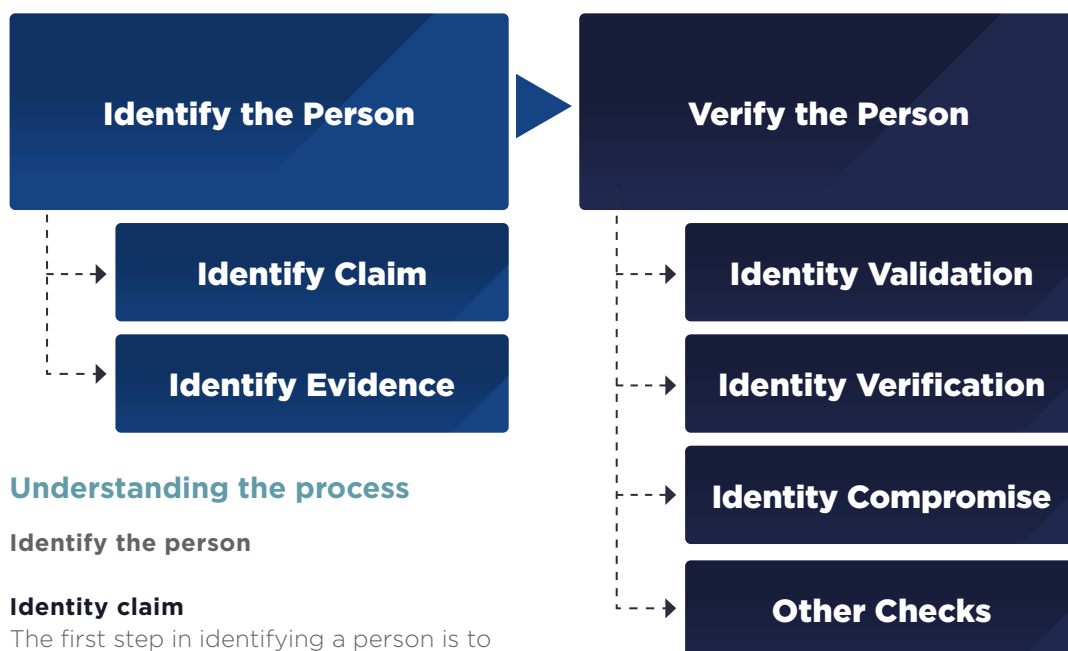 Identify the Person
Identify Claim
Identify Evidence
Verify the Person
Identity Validation
Identity Verification
Identity Compromise
Other Checks
Understanding the process
Identify the person
Identity claim
The first step in identifying a person is to